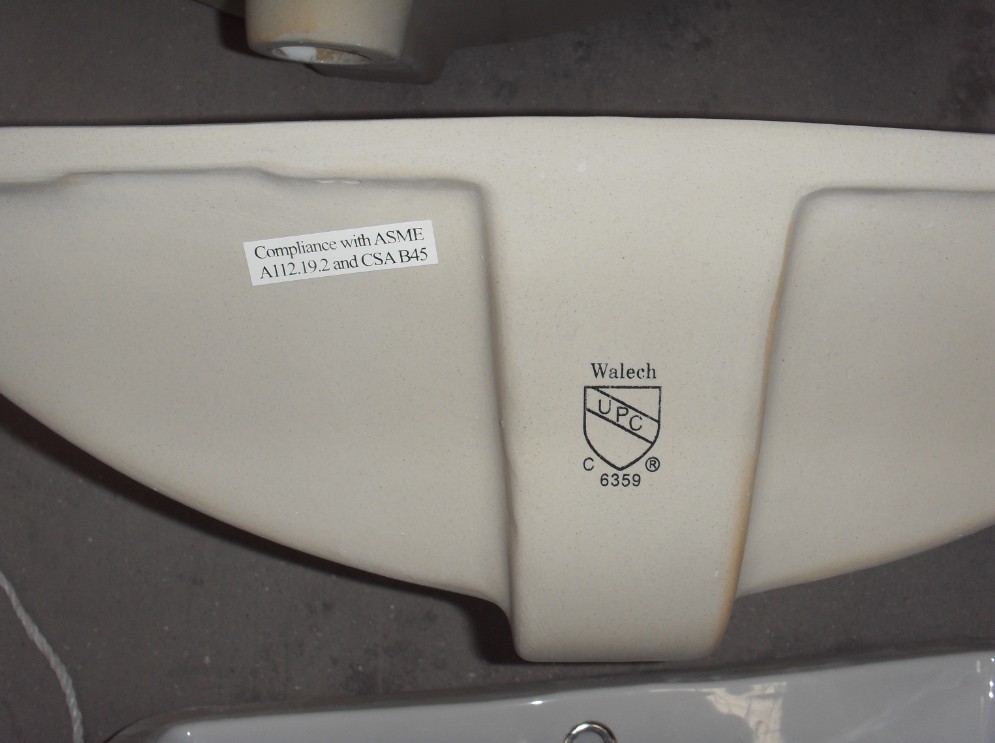 Compliance with ASME
A112.19.2 and CSA B45
Walech
UPC
C ®
6359